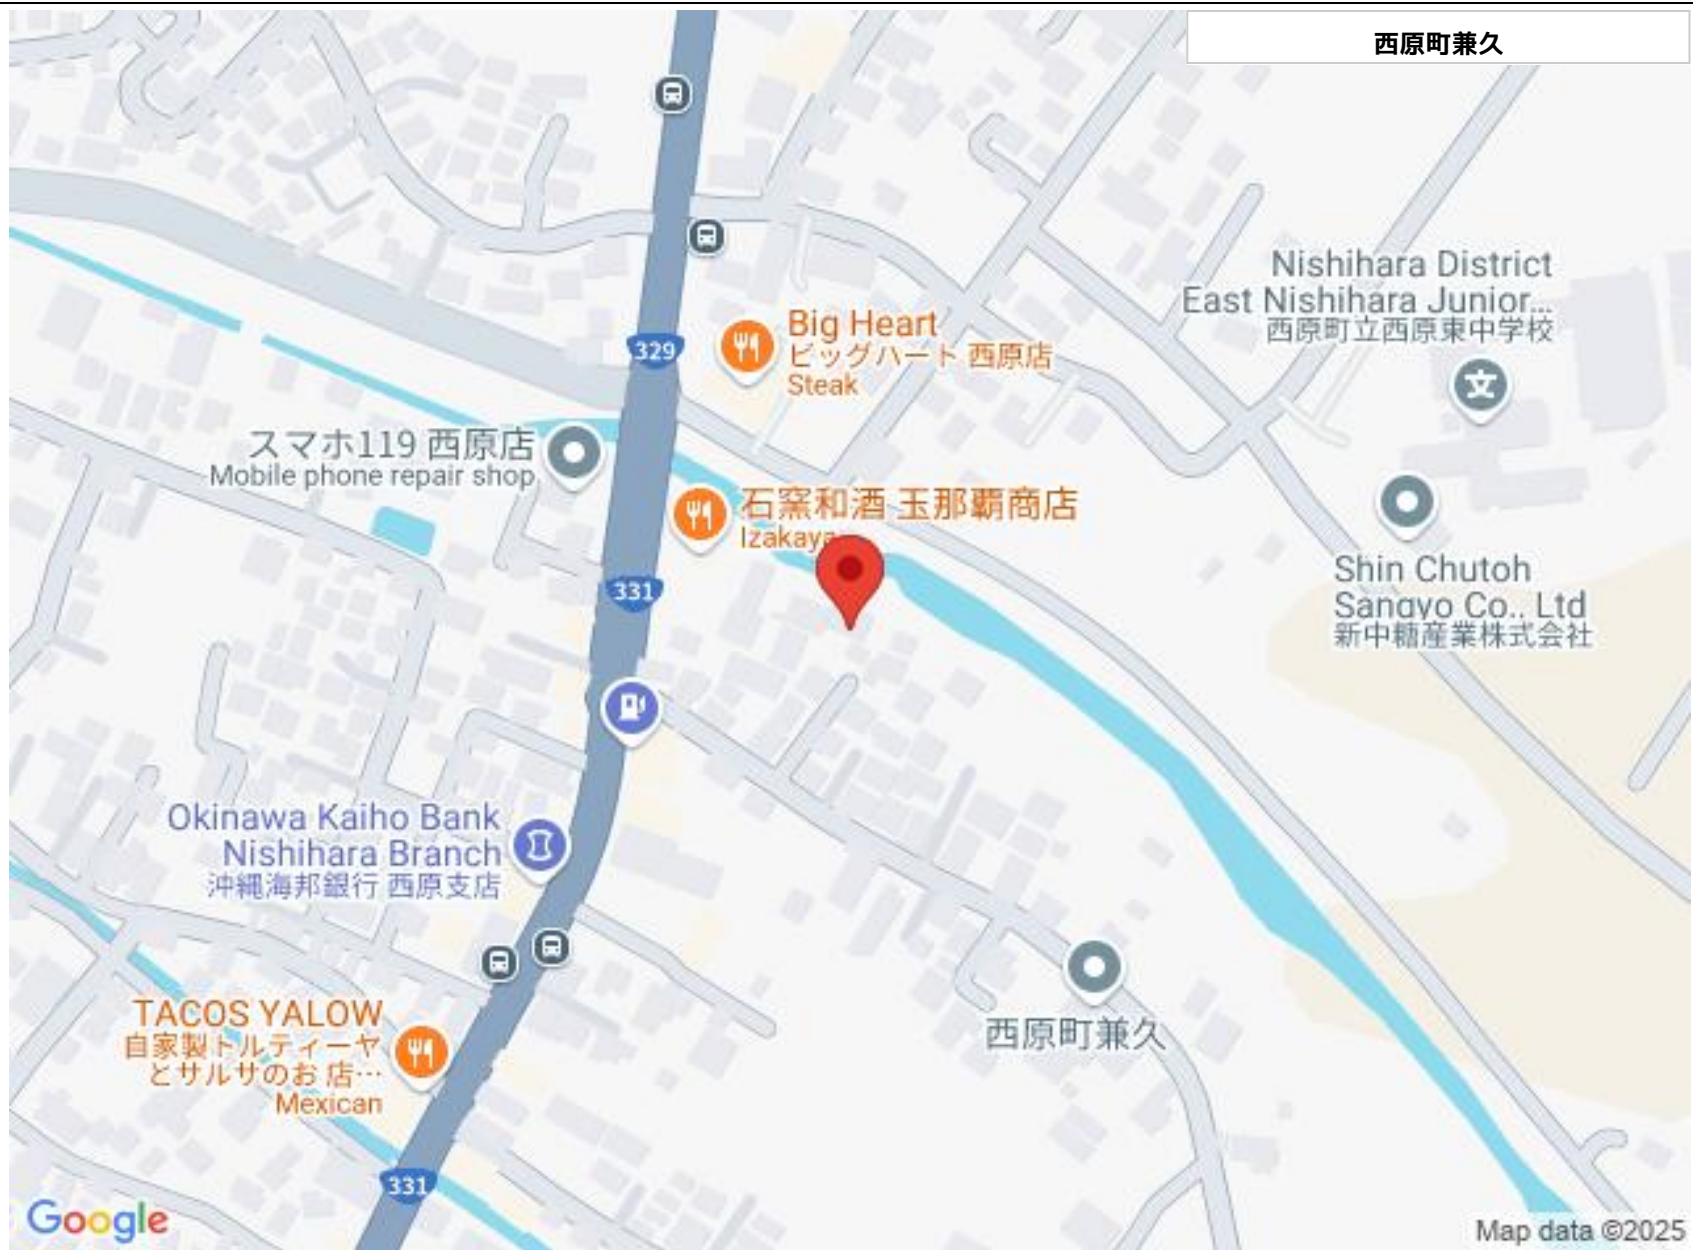 西原町兼久
Nishihara District
East Nishihara Junior...
西原町立西原東中学校
Big Heart
ビッグハート 西原店
Steak
329
スマホ119 西原店
Mobile phone repair shop
石窯和酒 玉那覇商店
Izakaya
331
Shin Chutoh
Sangyo Co., Ltd
新中糖産業株式会社
Okinawa Kaiho Bank
Nishihara Branch
沖縄海邦銀行 西原支店
西原町兼久
TACOS YALOW
自家製トルティーヤ
とサルサのお 店…
Mexican
331
Google
Map data ©2025